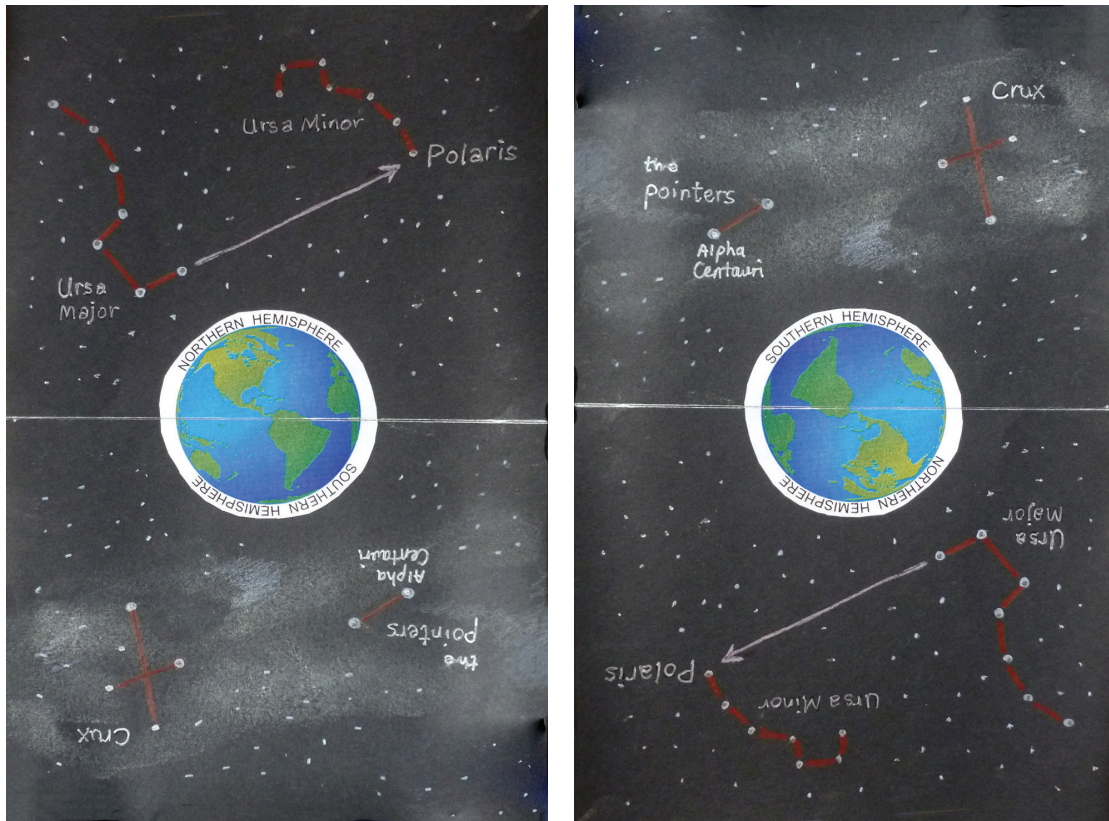 Ursa Minor
Polaris
Ursa
Major
NORTHERN HEMISPHERE
SOUTHERN HEMISPHERE
Alpha
Centauri
the
pointers
Crux
Crux
the
pointers
Alpha
Centauri
SOUTHERN HEMISPHERE
NORTHERN HEMISPHERE
Ursa
Major
Polaris
Ursa Minor